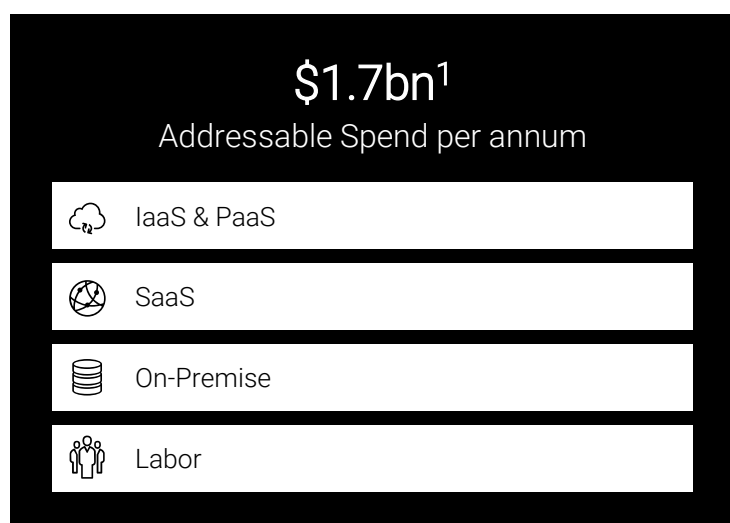 $1.7bn¹
Addressable Spend per annum
IaaS & PaaS
SaaS
On-Premise
Labor